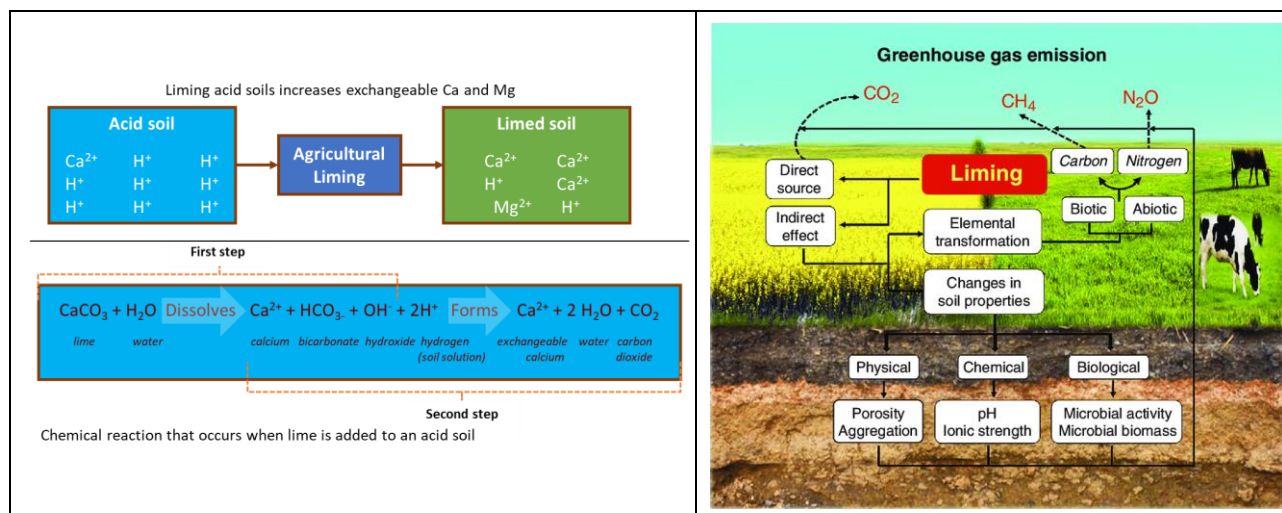 Liming acid soils increases exchangeable Ca and Mg
Acid soil
Ca²⁺ H⁺ H⁺
H⁺ H⁺ H⁺
H⁺ H⁺ H⁺
Agricultural
Liming
Limed soil
Ca²⁺ Ca²⁺
H⁺ Ca²⁺
Mg²⁺ H⁺
First step
CaCO₃ + H₂O Dissolves Ca²⁺ + HCO₃₋ + OH⁻ + 2H⁺ Forms Ca²⁺ + 2 H₂O + CO₂
lime water calcium bicarbonate hydroxide hydrogen exchangeable water carbon
(soil solution) calcium dioxide
Second step
Chemical reaction that occurs when lime is added to an acid soil
Greenhouse gas emission
CO₂
CH₄
N₂O
Direct
source
Liming
Carbon
Nitrogen
Indirect
effect
Elemental
transformation
Biotic
Abiotic
Changes in
soil properties
Physical
Chemical
Biological
Porosity
Aggregation
pH
Ionic strength
Microbial activity
Microbial biomass